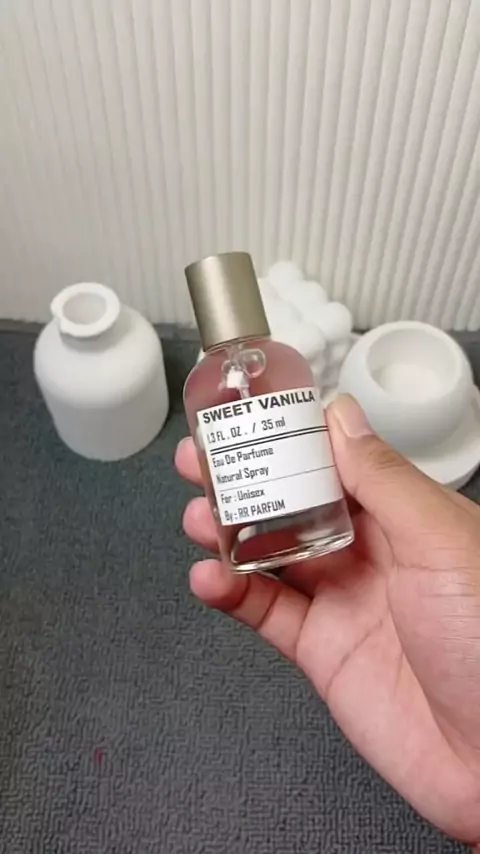 SWEET VANILLA
1.3 FL . OZ . / 35 ml
Eau De Parfume
Natural Spray
For : Unisex
By : RR PARFUM